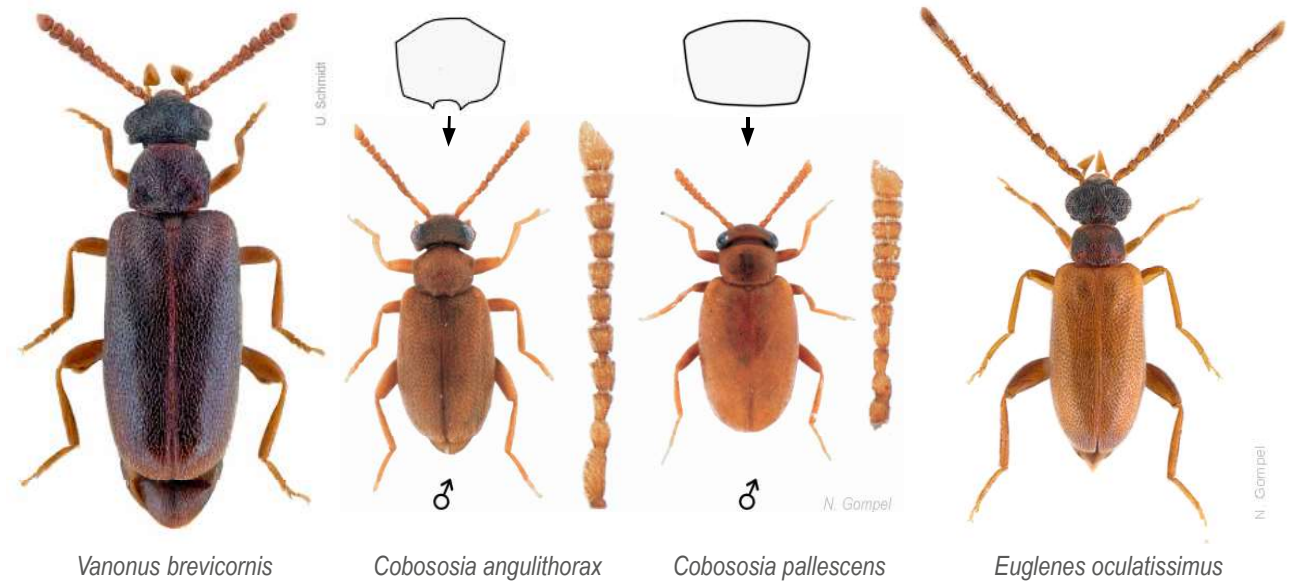 U. Schmidt
♂
♂
N. Gompel
N Gompel
Vanonus brevicornis
Cobososia angulithorax
Cobososia pallescens
Euglenes oculatissimus